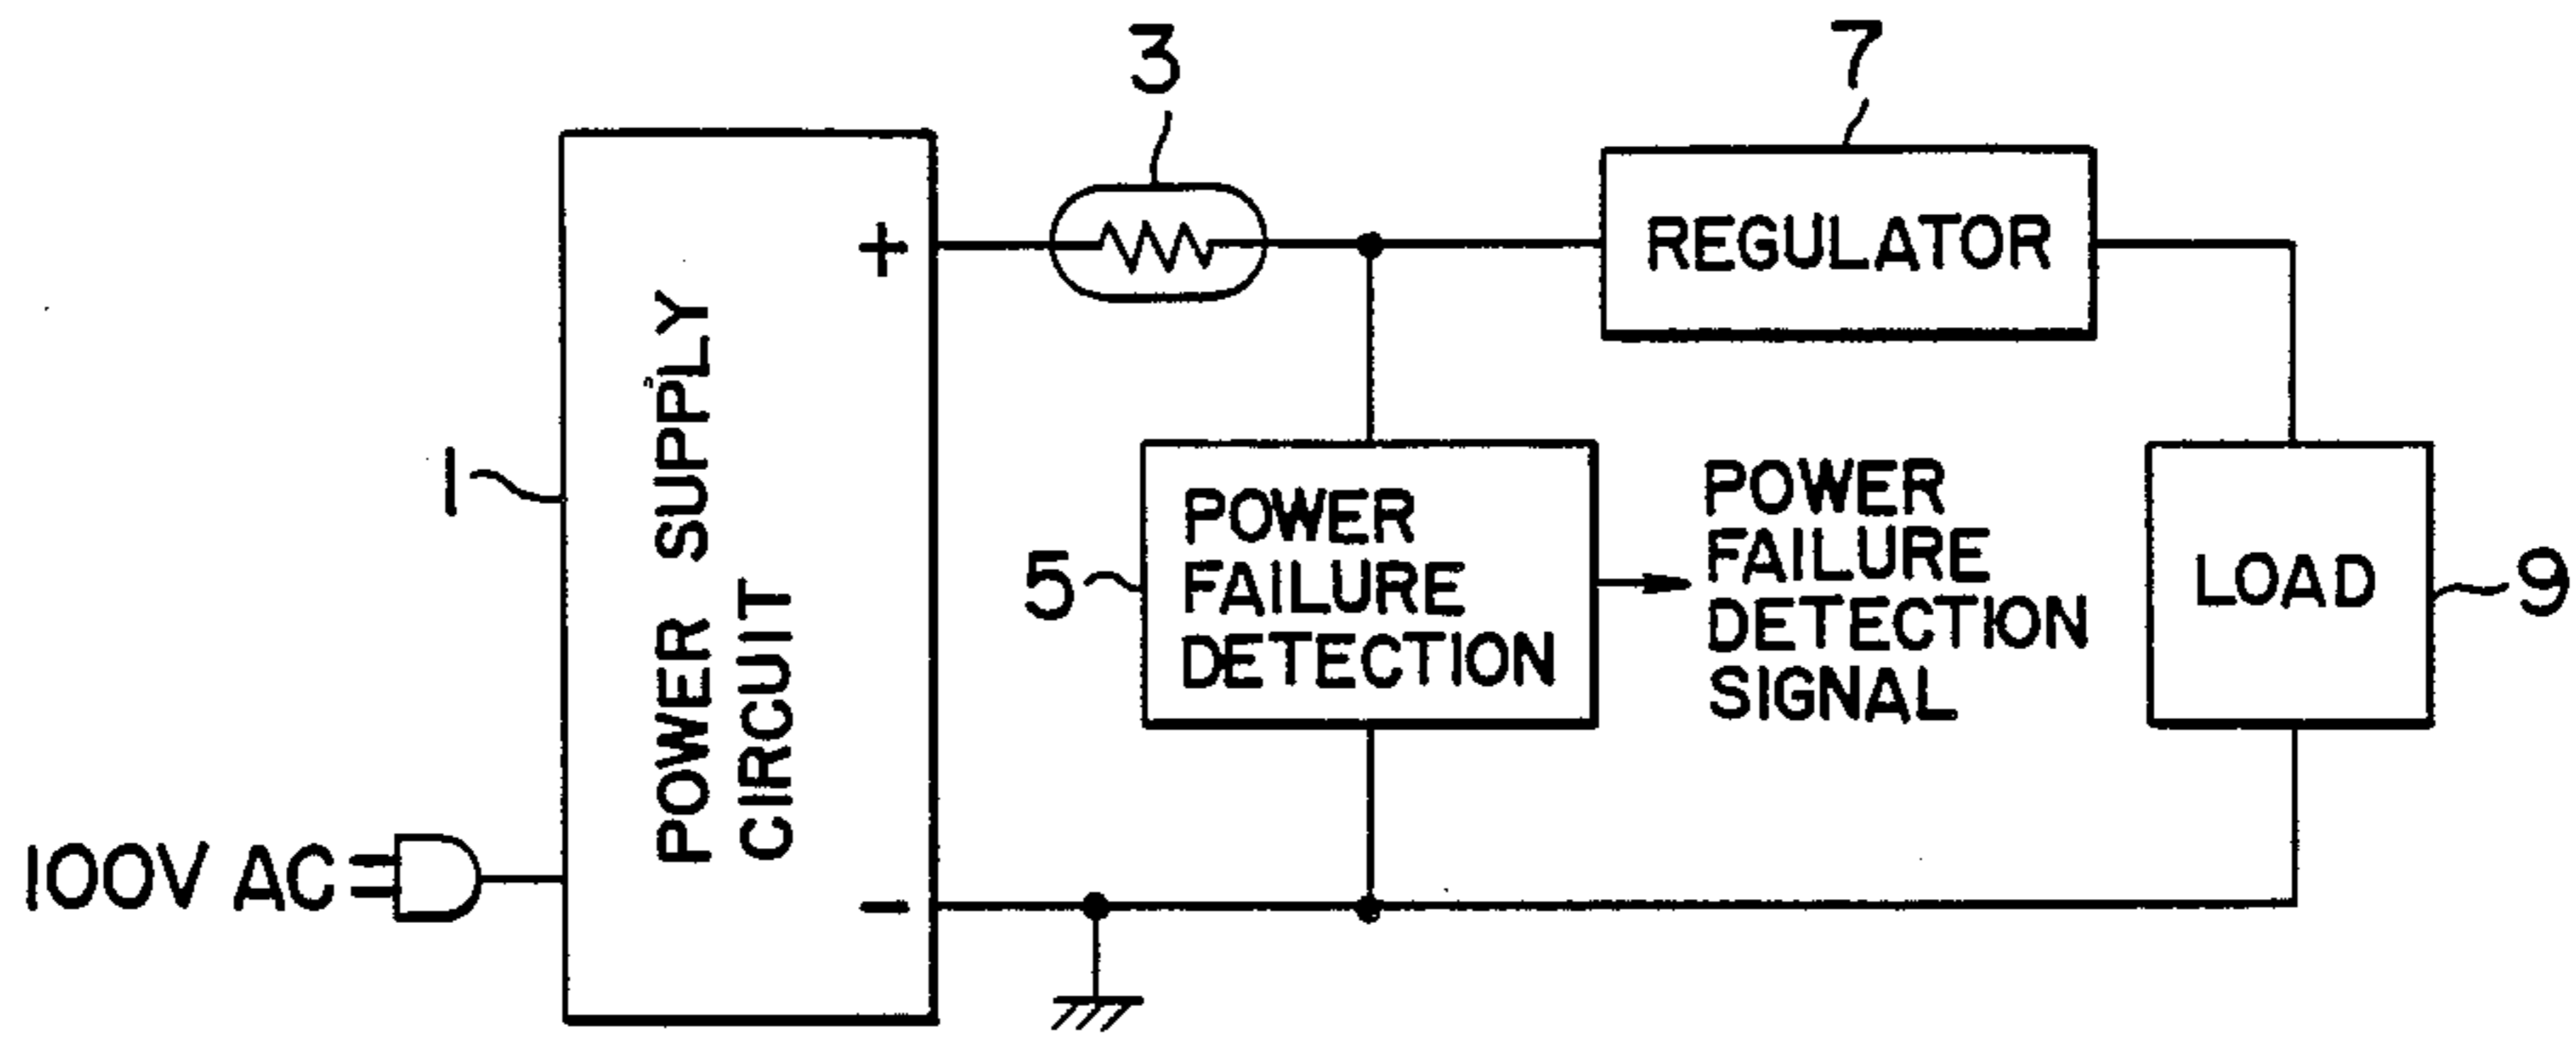 3
7
+
REGULATOR
POWER SUPPLY
CIRCUIT
1
5
POWER
FAILURE
DETECTION
POWER
FAILURE
DETECTION
SIGNAL
LOAD
9
100V AC
−